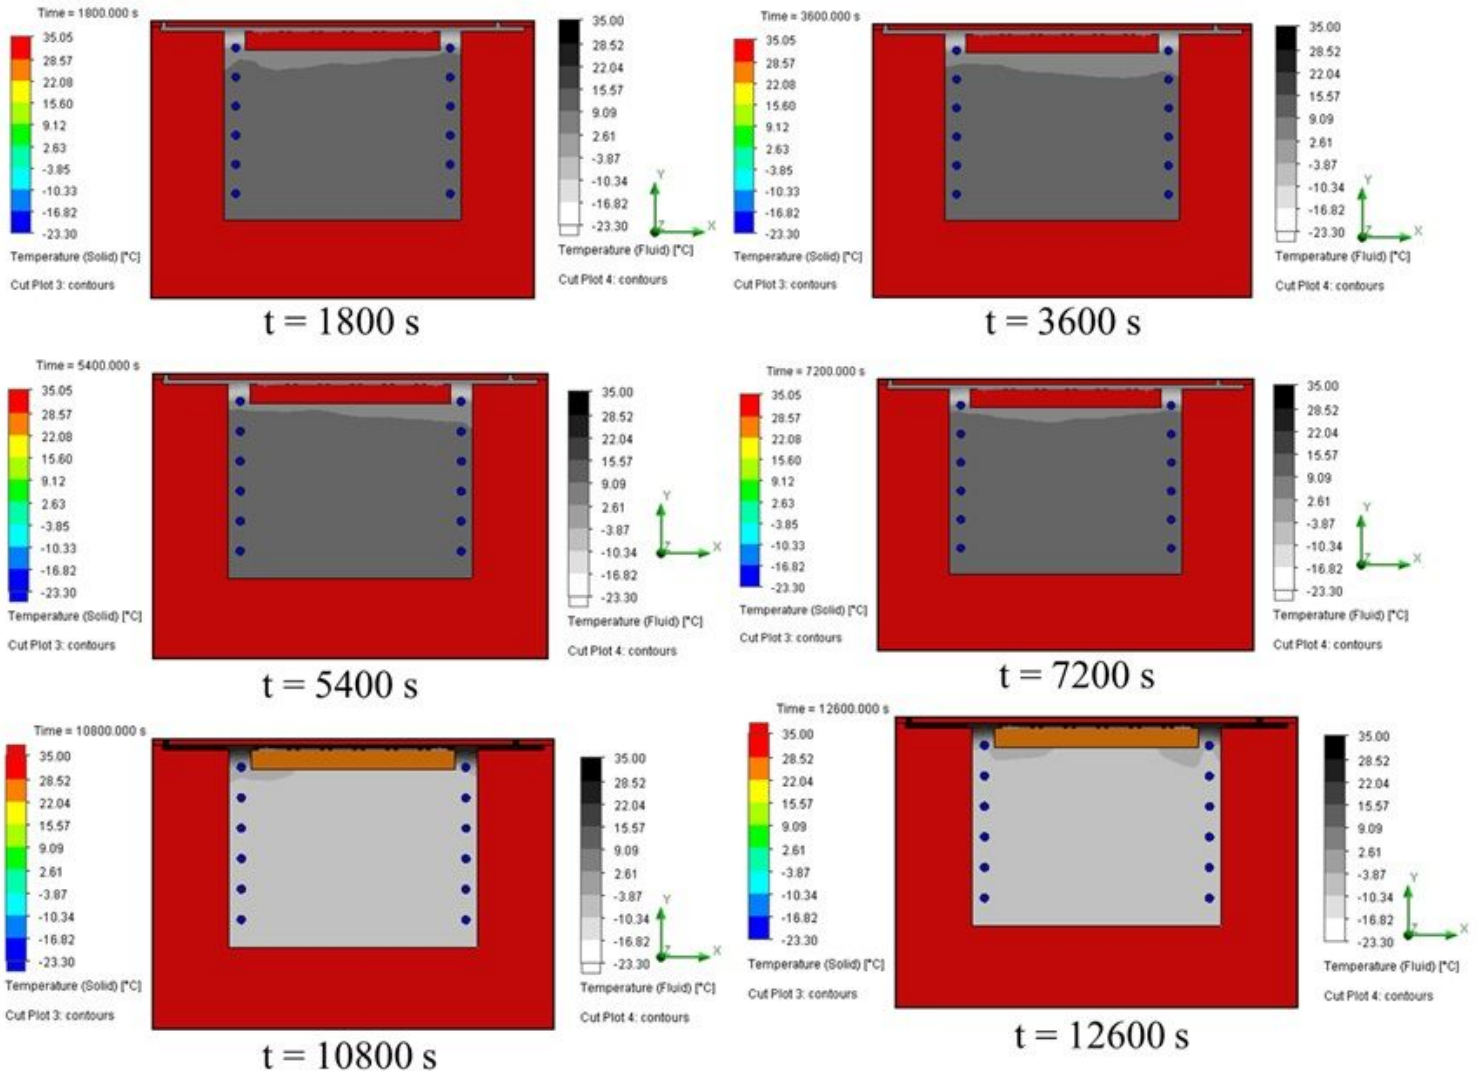 Time = 1800.000 s
35.05
28.57
22.08
15.60
9.12
2.63
-3.85
-10.33
-16.82
-23.30
Temperature (Solid) [°C]
Cut Plot 3: contours
35.00
28.52
22.04
15.57
9.09
2.61
-3.87
-10.34
-16.82
-23.30
Temperature (Fluid) [°C]
Cut Plot 4: contours
Y
X
Z
t = 1800 s
Time = 3600.000 s
35.05
28.57
22.08
15.60
9.12
2.63
-3.85
-10.33
-16.82
-23.30
Temperature (Solid) [°C]
Cut Plot 3: contours
35.00
28.52
22.04
15.57
9.09
2.61
-3.87
-10.34
-16.82
-23.30
Temperature (Fluid) [°C]
Cut Plot 4: contours
Y
X
Z
t = 3600 s
Time = 5400.000 s
35.05
28.57
22.08
15.60
9.12
2.63
-3.85
-10.33
-16.82
-23.30
Temperature (Solid) [°C]
Cut Plot 3: contours
35.00
28.52
22.04
15.57
9.09
2.61
-3.87
-10.34
-16.82
-23.30
Temperature (Fluid) [°C]
Cut Plot 4: contours
Y
X
Z
t = 5400 s
Time = 7200.000 s
35.05
28.57
22.08
15.60
9.12
2.63
-3.85
-10.33
-16.82
-23.30
Temperature (Solid) [°C]
Cut Plot 3: contours
35.00
28.52
22.04
15.57
9.09
2.61
-3.87
-10.34
-16.82
-23.30
Temperature (Fluid) [°C]
Cut Plot 4: contours
Y
X
Z
t = 7200 s
Time = 10800.000 s
35.00
28.52
22.04
15.57
9.09
2.61
-3.87
-10.34
-16.82
-23.30
Temperature (Solid) [°C]
Cut Plot 3: contours
35.00
28.52
22.04
15.57
9.09
2.61
-3.87
-10.34
-16.82
-23.30
Temperature (Fluid) [°C]
Cut Plot 4: contours
Y
X
Z
t = 10800 s
Time = 12600.000 s
35.00
28.52
22.04
15.57
9.09
2.61
-3.87
-10.34
-16.82
-23.30
Temperature (Solid) [°C]
Cut Plot 3: contours
35.00
28.52
22.04
15.57
9.09
2.61
-3.87
-10.34
-16.82
-23.30
Temperature (Fluid) [°C]
Cut Plot 4: contours
Y
X
Z
t = 12600 s